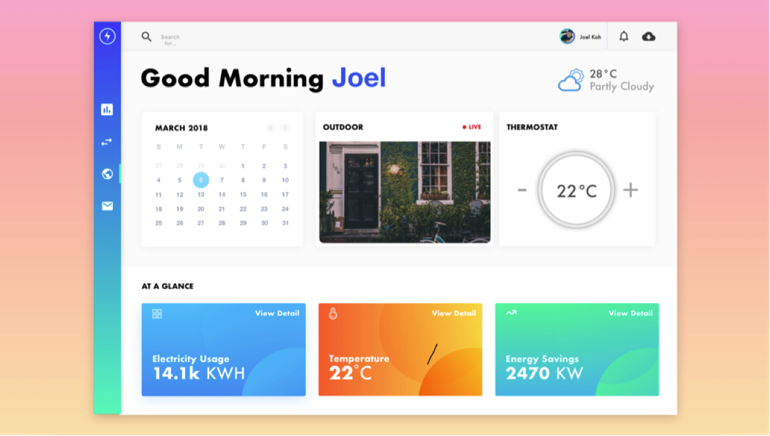 Search
for...
Joel Koh
Good Morning Joel
28°C
Partly Cloudy
MARCH 2018
S M T W T F S
27 28 29 30 1 2 3
4 5 6 7 8 9 10
11 12 13 14 15 16 17
18 19 20 21 22 23 24
25 26 27 28 29 30 31
OUTDOOR
LIVE
THERMOSTAT
- 22°C +
AT A GLANCE
View Detail
Electricity Usage
14.1k KWH
View Detail
Temperature
22°C
View Detail
Energy Savings
2470 KW